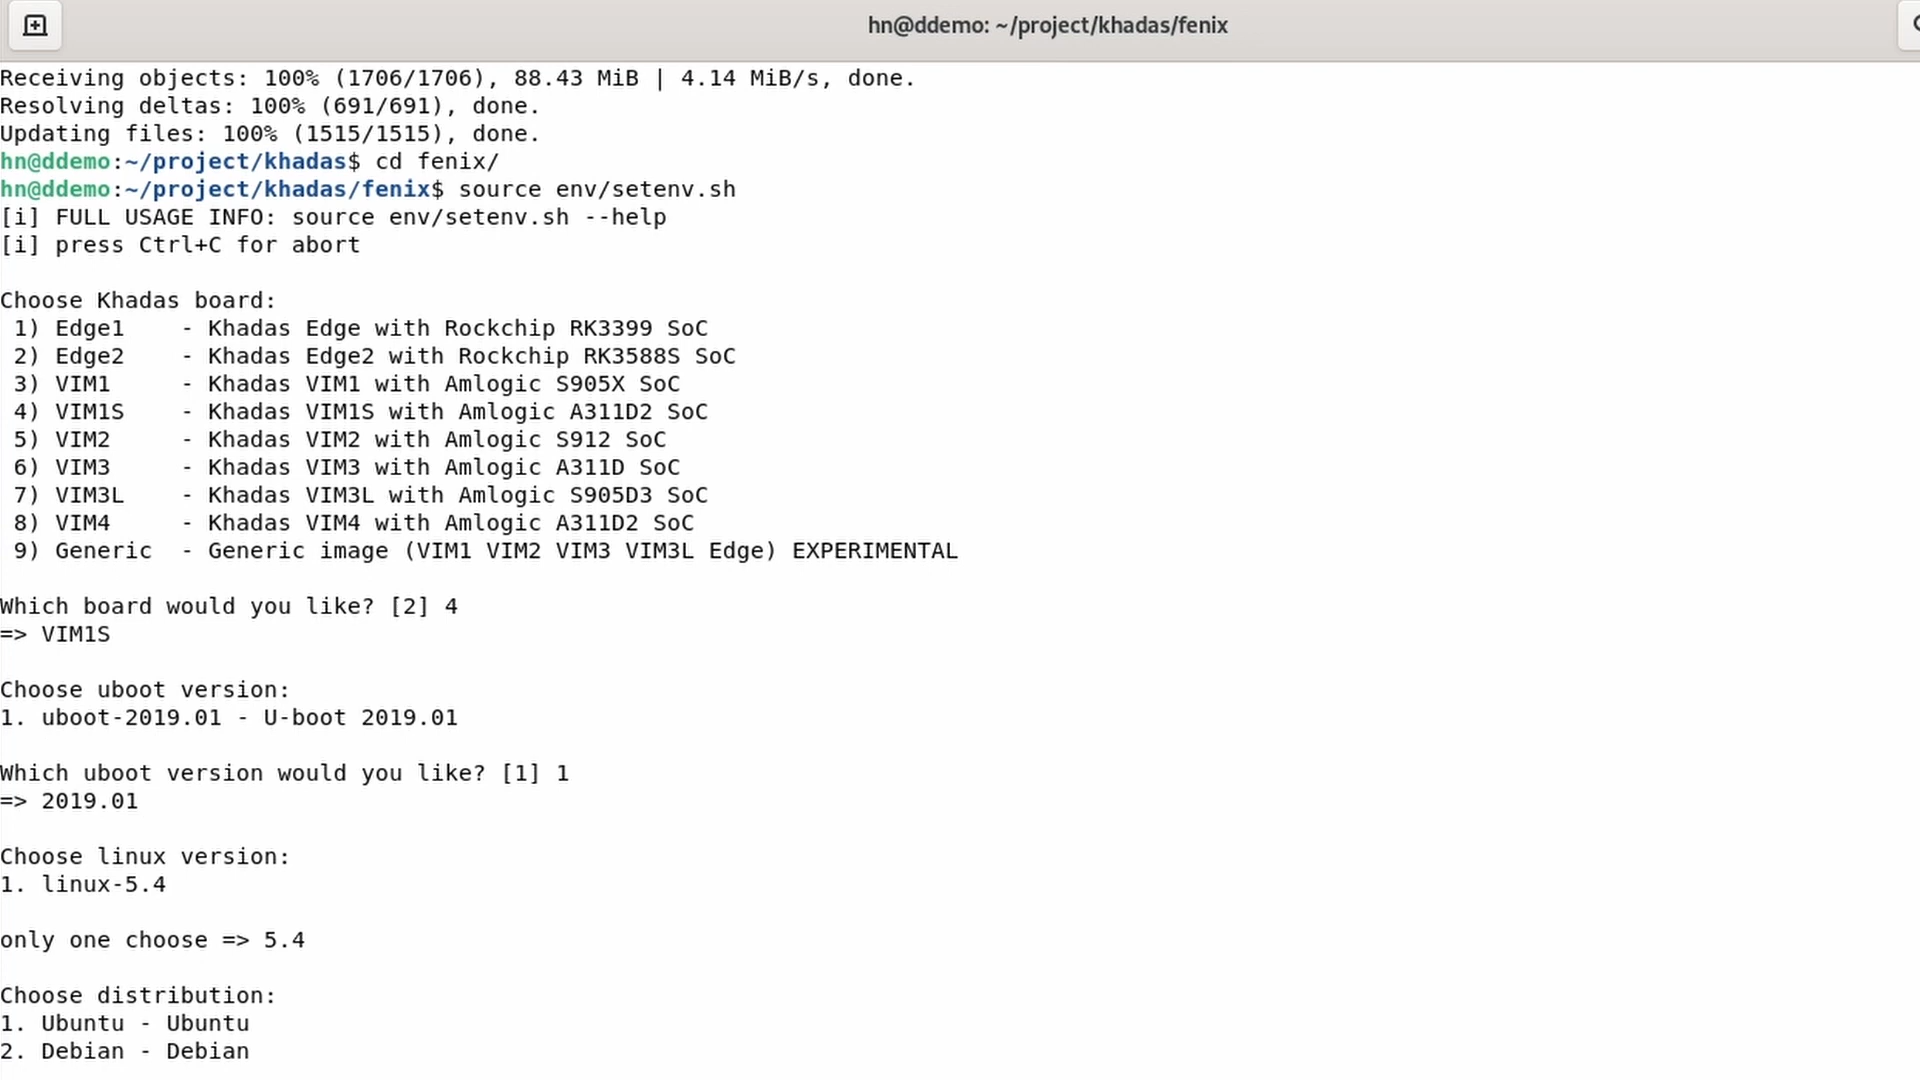 hn@ddemo: ~/project/khadas/fenix
Receiving objects: 100% (1706/1706), 88.43 MiB | 4.14 MiB/s, done.
Resolving deltas: 100% (691/691), done.
Updating files: 100% (1515/1515), done.
hn@ddemo:~/project/khadas$ cd fenix/
hn@ddemo:~/project/khadas/fenix$ source env/setenv.sh
[i] FULL USAGE INFO: source env/setenv.sh --help
[i] press Ctrl+C for abort
Choose Khadas board:
1) Edge1    - Khadas Edge with Rockchip RK3399 SoC
2) Edge2    - Khadas Edge2 with Rockchip RK3588S SoC
3) VIM1     - Khadas VIM1 with Amlogic S905X SoC
4) VIM1S    - Khadas VIM1S with Amlogic A311D2 SoC
5) VIM2     - Khadas VIM2 with Amlogic S912 SoC
6) VIM3     - Khadas VIM3 with Amlogic A311D SoC
7) VIM3L    - Khadas VIM3L with Amlogic S905D3 SoC
8) VIM4     - Khadas VIM4 with Amlogic A311D2 SoC
9) Generic  - Generic image (VIM1 VIM2 VIM3 VIM3L Edge) EXPERIMENTAL
Which board would you like? [2] 4
=> VIM1S
Choose uboot version:
1. uboot-2019.01 - U-boot 2019.01
Which uboot version would you like? [1] 1
=> 2019.01
Choose linux version:
1. linux-5.4
only one choose => 5.4
Choose distribution:
1. Ubuntu - Ubuntu
2. Debian - Debian